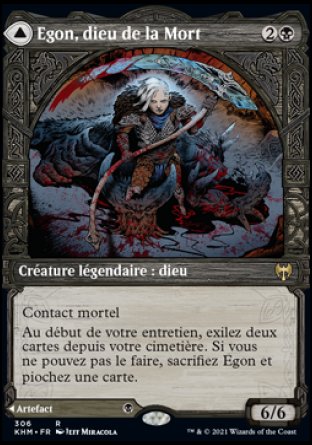 Egon, dieu de la Mort 2
Créature légendaire : dieu
Contact mortel
Au début de votre entretien, exilez deux
cartes depuis votre cimetière. Si vous
ne pouvez pas le faire, sacrifiez Egon et
piochez une carte.
Artefact
6/6
306 R
KHM • FR Jeff Miracola
™ & © 2021 Wizards of the Coast